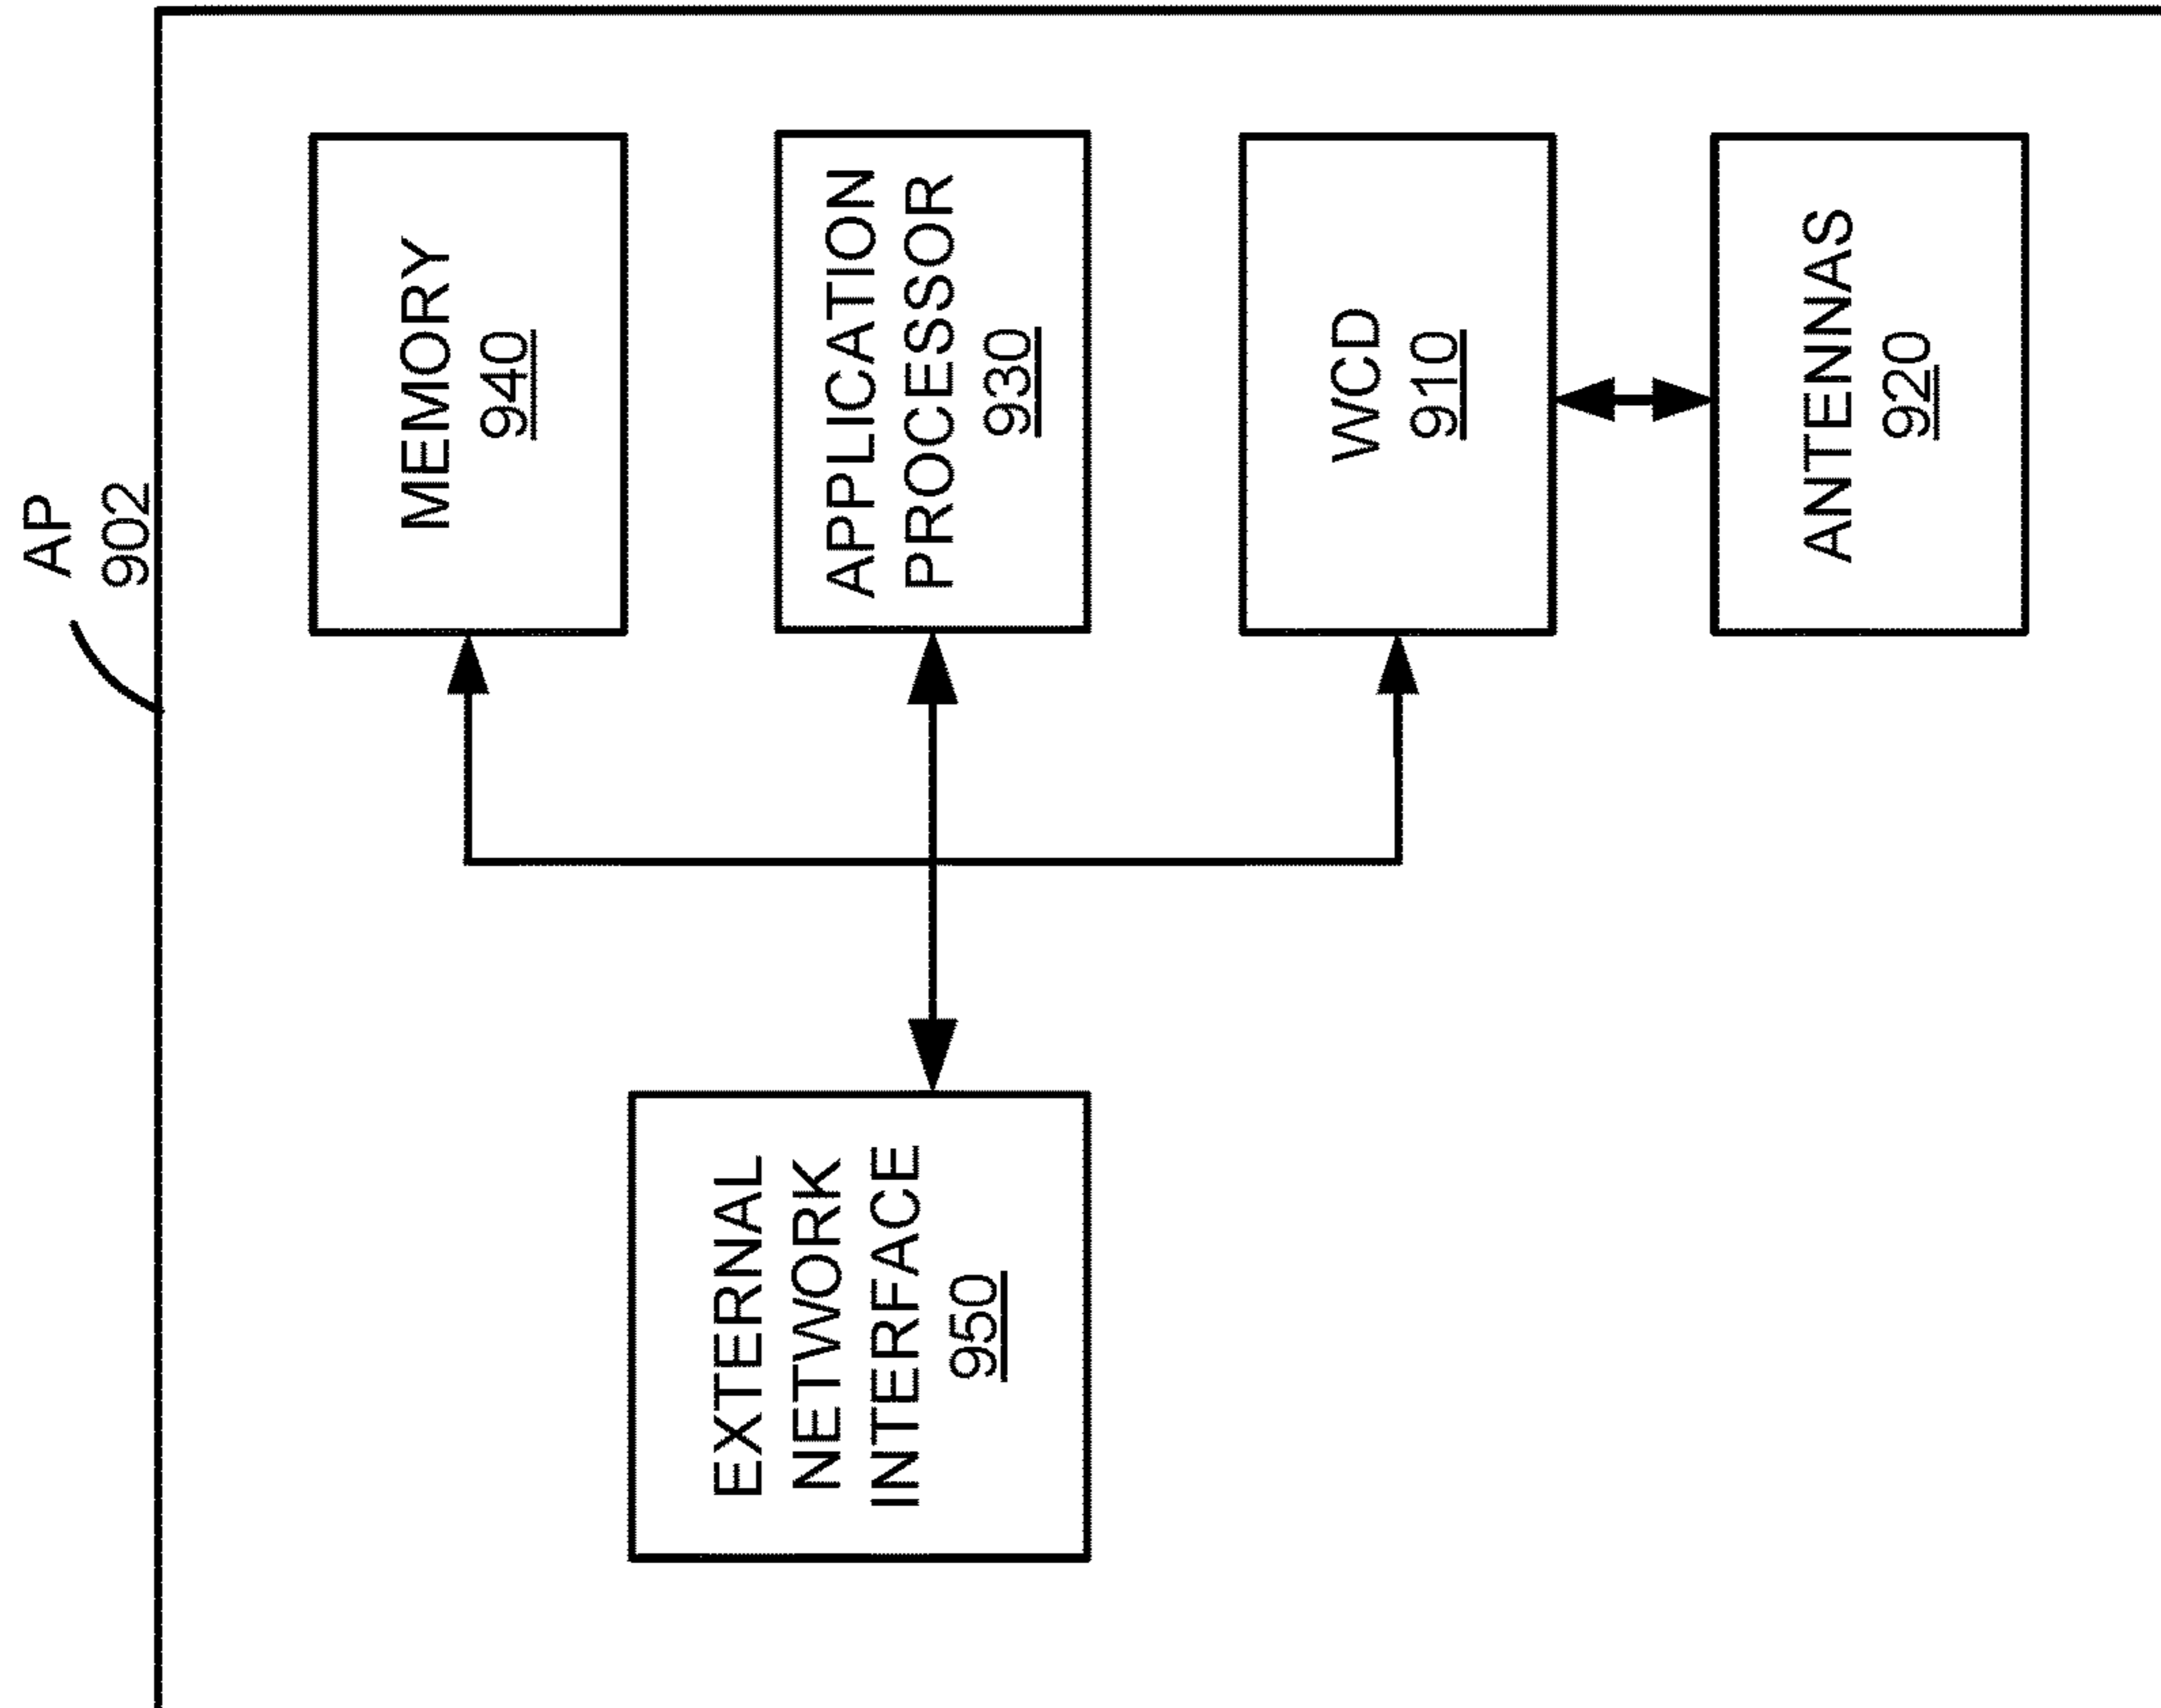 AP
902
MEMORY
940
APPLICATION
PROCESSOR
930
WCD
910
ANTENNAS
920
EXTERNAL
NETWORK
INTERFACE
950